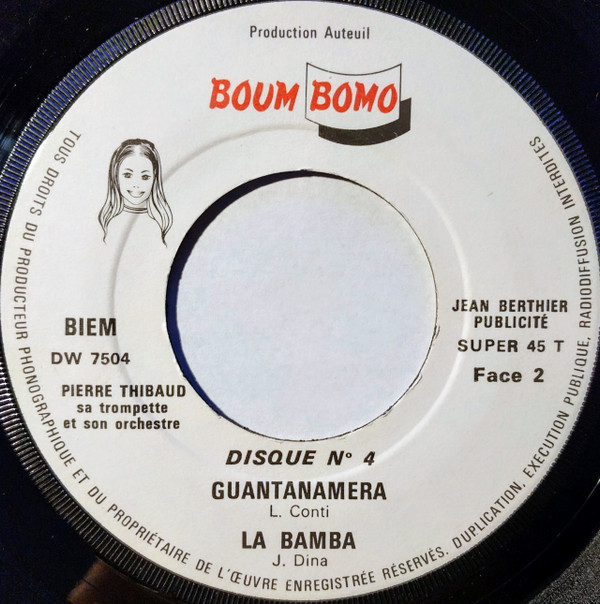 Production Auteuil
BOUM BOMO
TOUS DROITS DU PRODUCTEUR PHONOGRAPHIQUE ET DU PROPRIÉTAIRE DE L'ŒUVRE ENREGISTRÉE RÉSERVÉS. DUPLICATION, EXECUTION PUBLIQUE, RADIODIFFUSION INTERDITES
BIEM
DW 7504
PIERRE THIBAUD
sa trompette
et son orchestre
JEAN BERTHIER
PUBLICITÉ
SUPER 45 T
Face 2
DISQUE N° 4
GUANTANAMERA
L. Conti
LA BAMBA
J. Dina